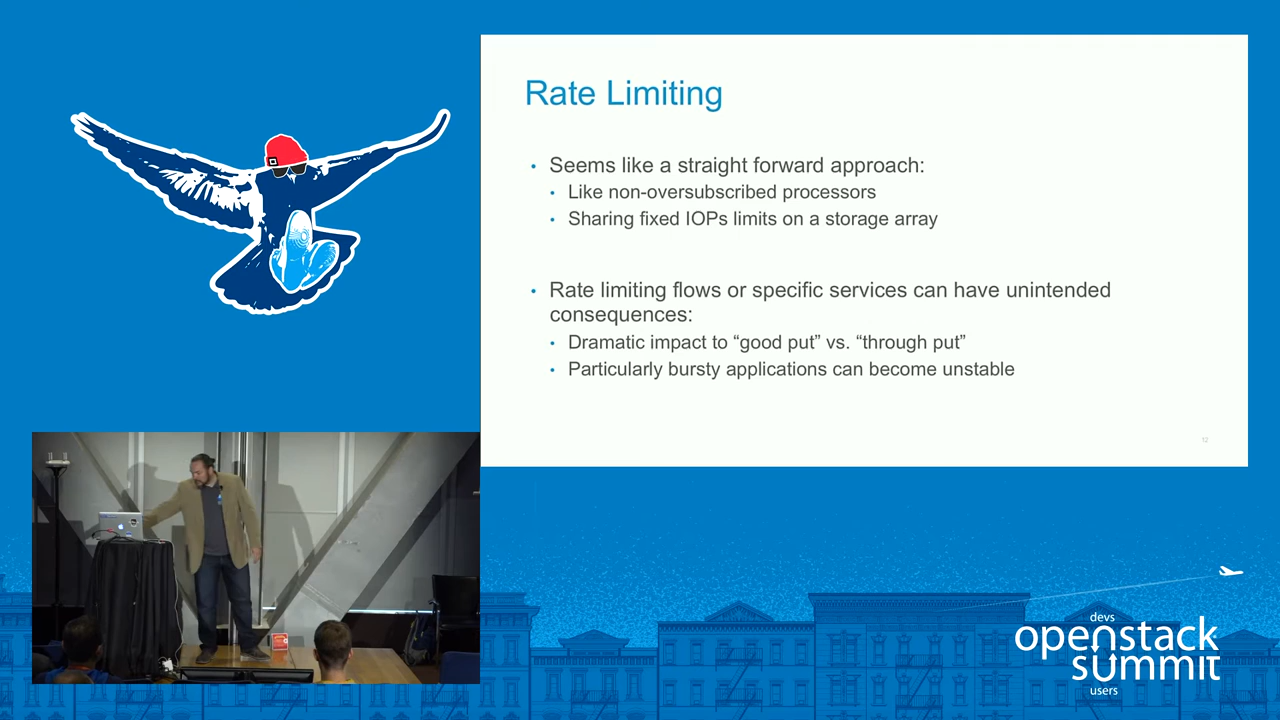 Rate Limiting
• Seems like a straight forward approach:
• Like non-oversubscribed processors
• Sharing fixed IOPs limits on a storage array
• Rate limiting flows or specific services can have unintended
consequences:
• Dramatic impact to “good put” vs. “through put”
• Particularly bursty applications can become unstable
12
devs
openstack
summit
users